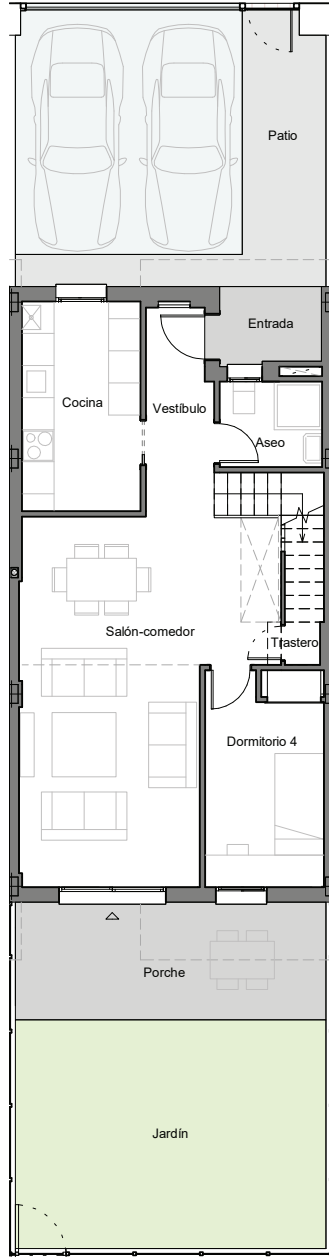 Patio
Entrada
Cocina
Vestíbulo
Aseo
Salón-comedor
Trastero
Dormitorio 4
Porche
Jardín